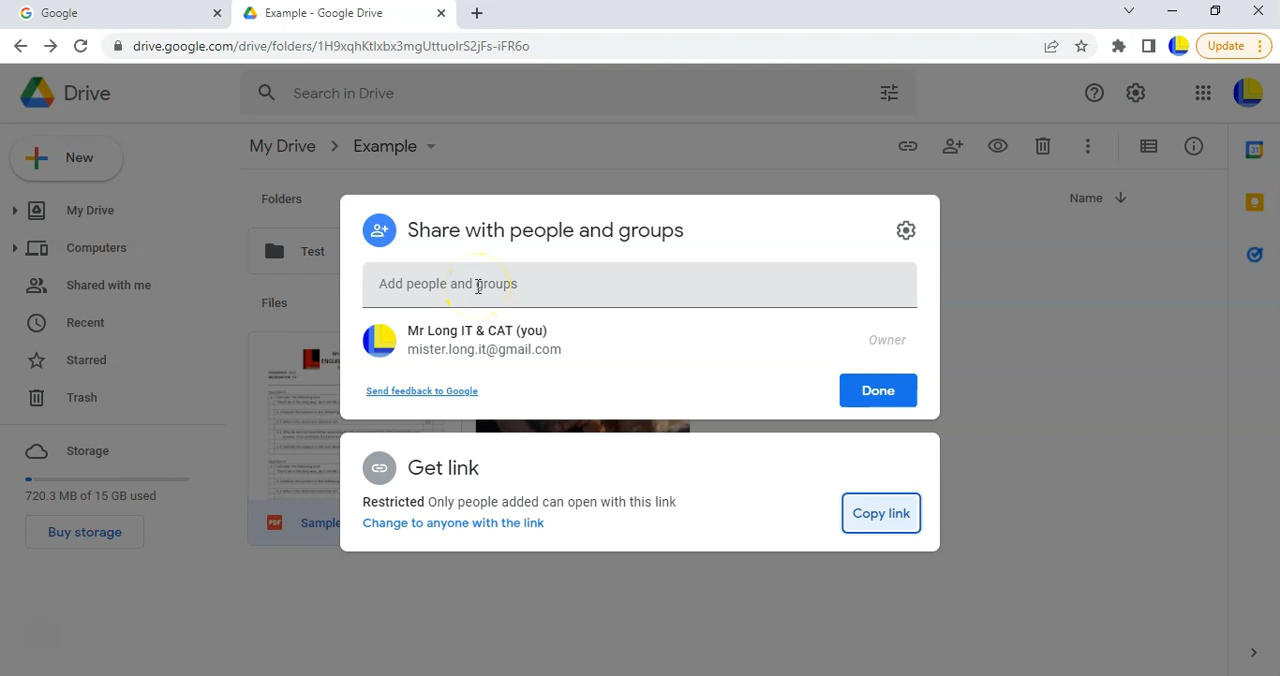 Google
Example - Google Drive
drive.google.com/drive/folders/1H9xqhKtlxbx3mgUttuolrS2jFs-iFR6o
Update
Drive
Search in Drive
New
My Drive
Example
My Drive
Computers
Shared with me
Recent
Starred
Trash
Storage
720.3 MB of 15 GB used
Buy storage
Folders
Name
Test
Files
Sample
Share with people and groups
Add people and groups
Mr Long IT & CAT (you)
mister.long.it@gmail.com
Owner
Send feedback to Google
Done
Get link
Restricted Only people added can open with this link
Change to anyone with the link
Copy link